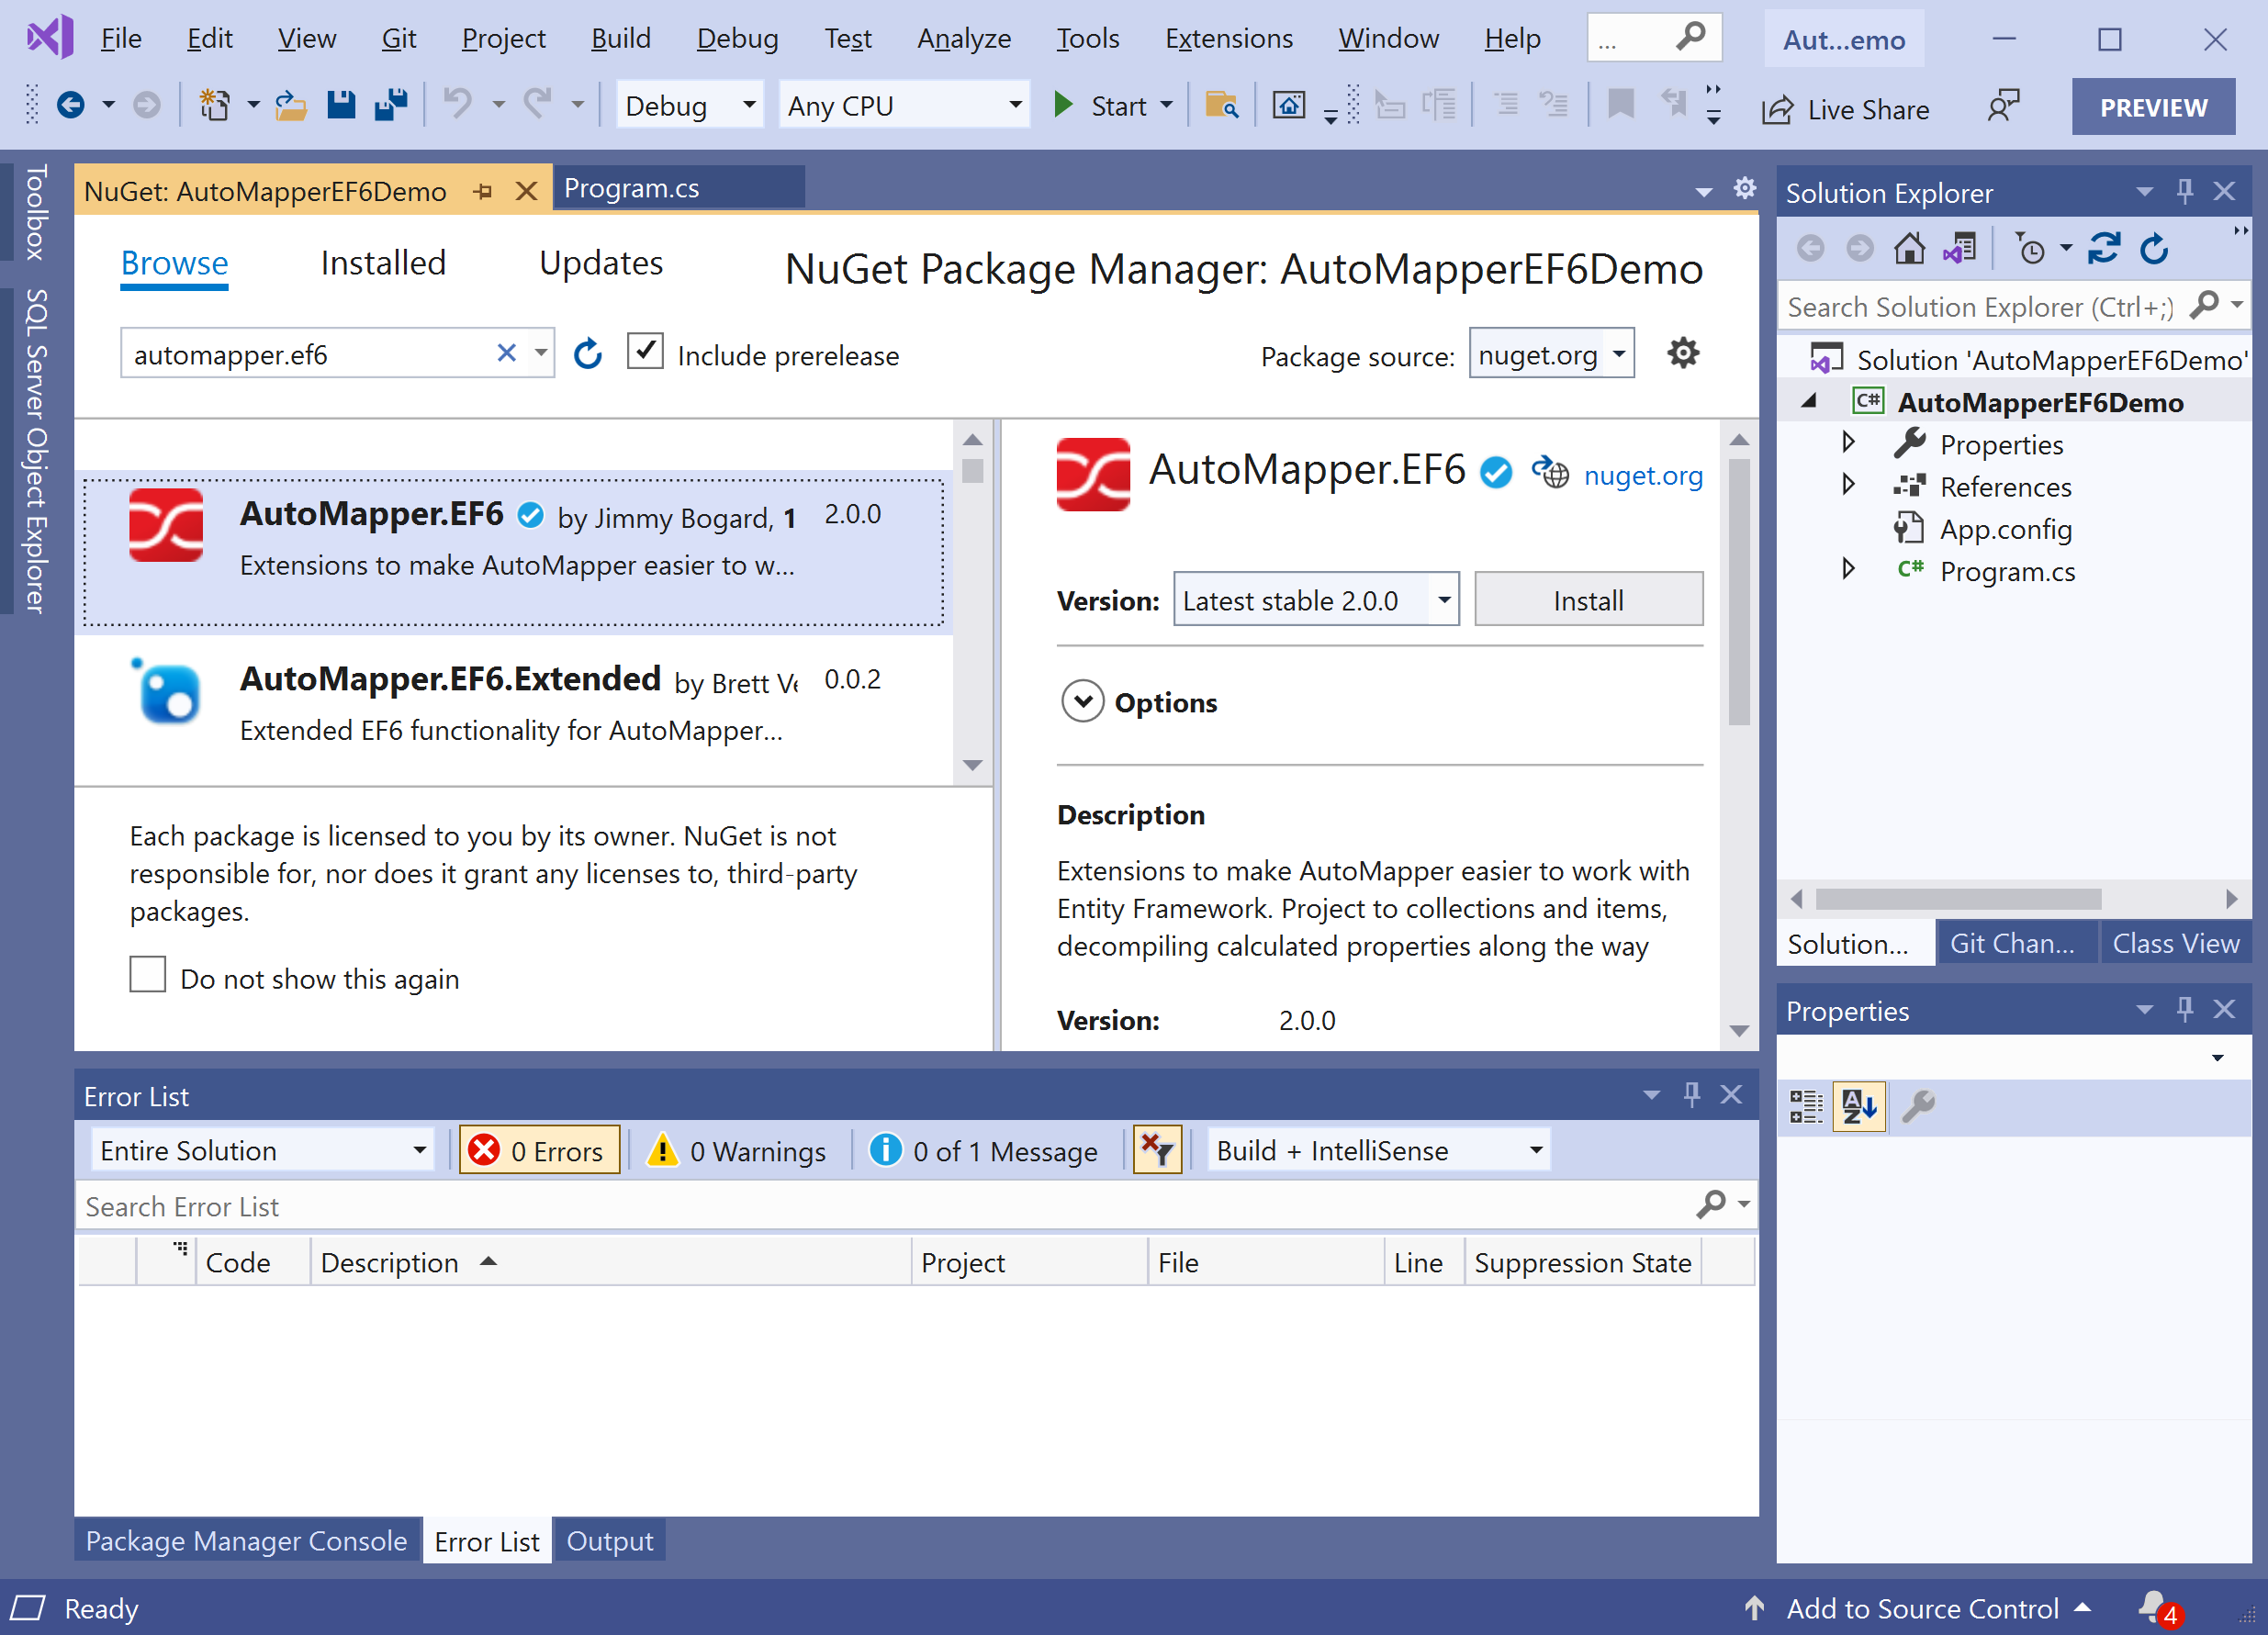 File Edit View Git Project Build Debug Test Analyze Tools Extensions Window Help ... Aut...emo
Debug Any CPU Start Live Share PREVIEW
Toolbox
SQL Server Object Explorer
NuGet: AutoMapperEF6Demo Program.cs
Browse Installed Updates NuGet Package Manager: AutoMapperEF6Demo
automapper.ef6 Include prerelease Package source: nuget.org
AutoMapper.EF6 by Jimmy Bogard, 1 2.0.0
Extensions to make AutoMapper easier to w...
AutoMapper.EF6.Extended by Brett 0.0.2
Extended EF6 functionality for AutoMapper...
Each package is licensed to you by its owner. NuGet is not
responsible for, nor does it grant any licenses to, third-party
packages.
Do not show this again
AutoMapper.EF6 nuget.org
Version: Latest stable 2.0.0 Install
Options
Description
Extensions to make AutoMapper easier to work with
Entity Framework. Project to collections and items,
decompiling calculated properties along the way
Version: 2.0.0
Solution Explorer
Search Solution Explorer (Ctrl+;)
Solution 'AutoMapperEF6Demo'
C# AutoMapperEF6Demo
Properties
References
App.config
C# Program.cs
Solution... Git Chan... Class View
Properties
Error List
Entire Solution 0 Errors 0 Warnings 0 of 1 Message Build + IntelliSense
Search Error List
Code Description Project File Line Suppression State
Package Manager Console Error List Output
Ready Add to Source Control 4